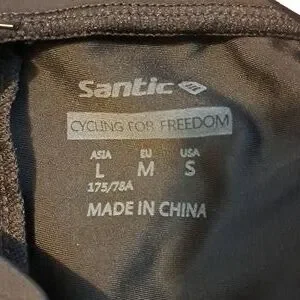 Santic
CYCLING FOR FREEDOM
ASIA EU USA
L M S
175/78A
MADE IN CHINA